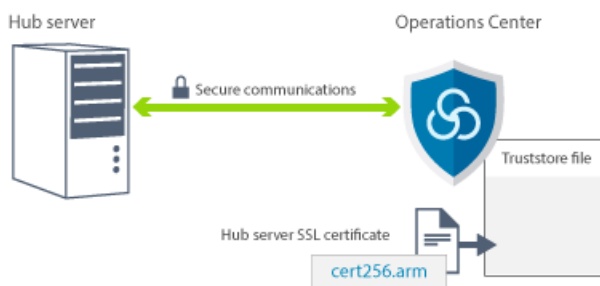 Hub server
Operations Center
Secure communications
Truststore file
Hub server SSL certificate
cert256.arm